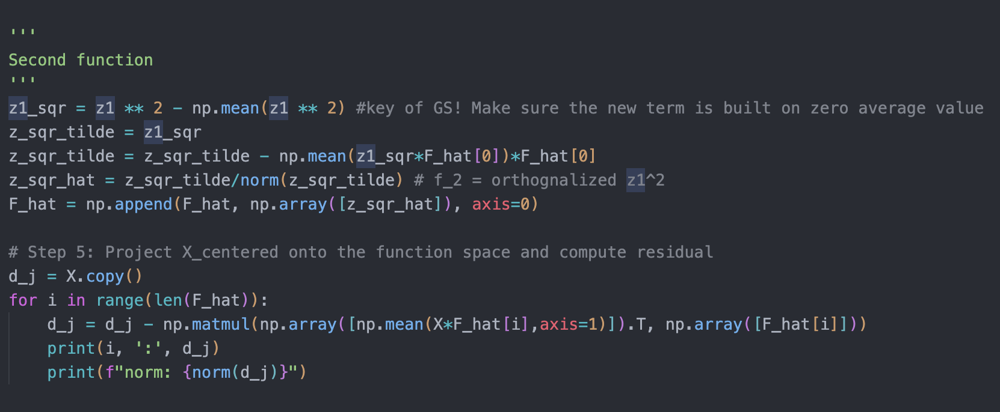 '''
Second function
'''
z1_sqr = z1 ** 2 - np.mean(z1 ** 2) #key of GS! Make sure the new term is built on zero average value
z_sqr_tilde = z1_sqr
z_sqr_tilde = z_sqr_tilde - np.mean(z1_sqr*F_hat[0])*F_hat[0]
z_sqr_hat = z_sqr_tilde/norm(z_sqr_tilde) # f_2 = orthognalized z1^2
F_hat = np.append(F_hat, np.array([z_sqr_hat]), axis=0)
# Step 5: Project X_centered onto the function space and compute residual
d_j = X.copy()
for i in range(len(F_hat)):
    d_j = d_j - np.matmul(np.array([np.mean(X*F_hat[i],axis=1)]).T, np.array([F_hat[i]]))
    print(i, ':', d_j)
    print(f"norm: {norm(d_j)}")